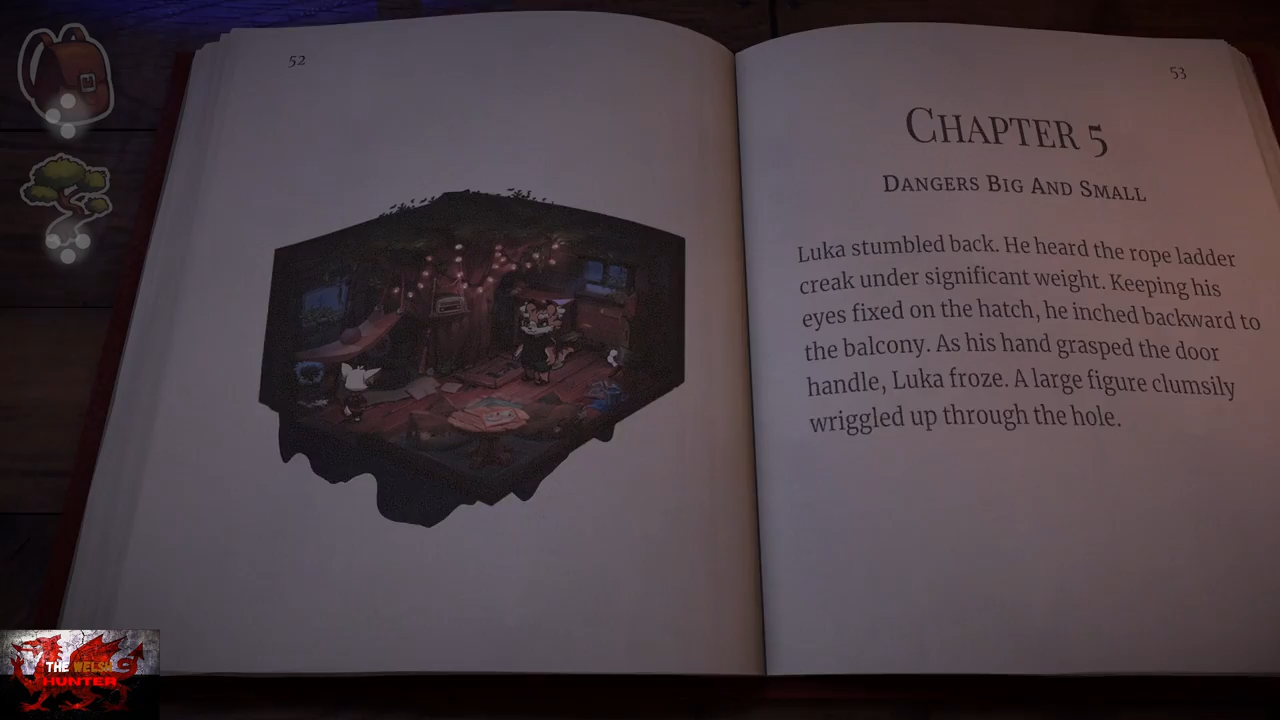 52
53
Chapter 5
Dangers Big And Small
Luka stumbled back. He heard the rope ladder
creak under significant weight. Keeping his
eyes fixed on the hatch, he inched backward to
the balcony. As his hand grasped the door
handle, Luka froze. A large figure clumsily
wriggled up through the hole.
THE WELSH
HUNTER